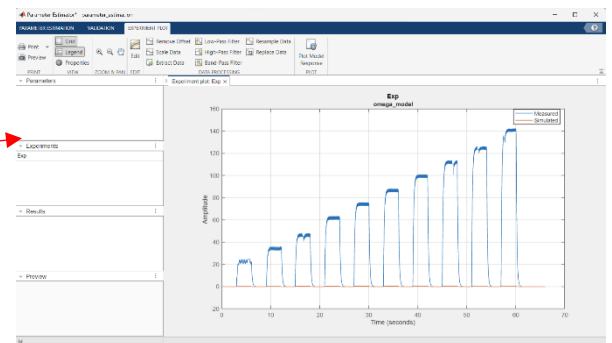 Parameter Estimator* - parameter_estimation
PARAMETER ESTIMATION VALIDATION EXPERIMENT PLOT
Print
Preview
Grid
Legend
Properties
Edit
Remove Offset Low-Pass Filter Resample Data
Scale Data High-Pass Filter Replace Data
Extract Data Band-Pass Filter
Plot Model
Response
PRINT VIEW ZOOM & PAN EDIT DATA PROCESSING PLOT
Parameters
Experiments
Exp
Results
Preview
Experiment plot: Exp
Exp
omega_modal
Measured
Simulated
160
140
120
100
80
60
40
20
0
20
Amplitude
0 10 20 30 40 50 60 70
Time (seconds)